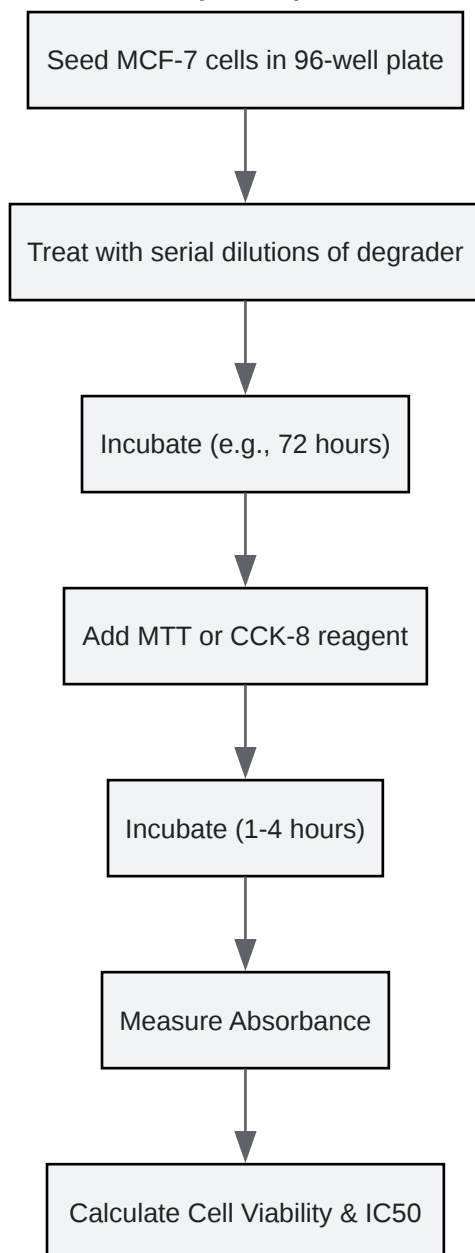 Seed MCF-7 cells in 96-well plate
Treat with serial dilutions of degrader
Incubate (e.g., 72 hours)
Add MTT or CCK-8 reagent
Incubate (1-4 hours)
Measure Absorbance
Calculate Cell Viability & IC50